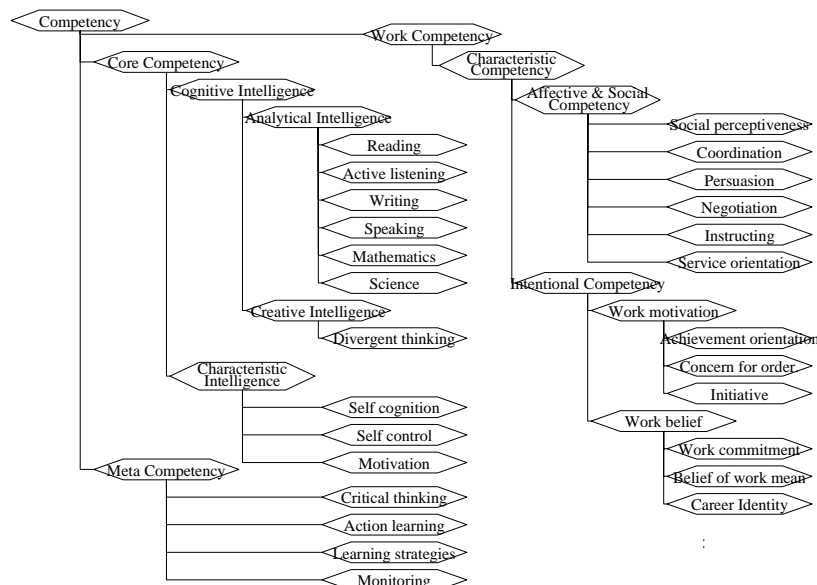 Competency
Core Competency
Cognitive Intelligence
Analytical Intelligence
Reading
Active listening
Writing
Speaking
Mathematics
Science
Creative Intelligence
Divergent thinking
Characteristic
Intelligence
Self cognition
Self control
Motivation
Meta Competency
Critical thinking
Action learning
Learning strategies
Monitoring
Work Competency
Characteristic
Competency
Affective & Social
Competency
Social perceptiveness
Coordination
Persuasion
Negotiation
Instructing
Service orientation
Intentional Competency
Work motivation
Achievement orientation
Concern for order.
Initiative
Work belief
Work commitment
Belief of work mean
Career Identity
: